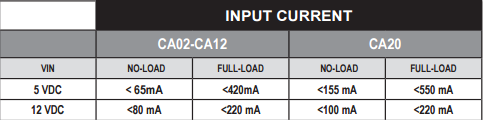 INPUT CURRENT
CA02-CA12 CA20
VIN NO-LOAD FULL-LOAD NO-LOAD FULL-LOAD
5 VDC < 65mA <420mA <155 mA <550 mA
12 VDC <80 mA <220 mA <100 mA <220 mA